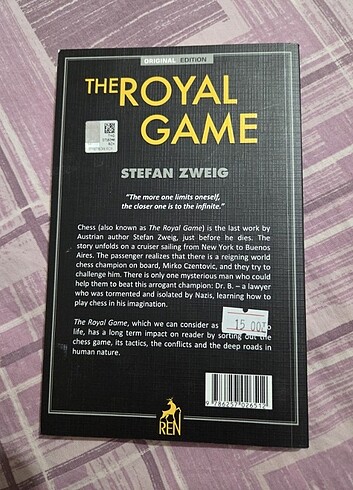 ORIGINAL EDITION
THE ROYAL
GAME
STEFAN ZWEIG
"The more one limits oneself,
the closer one is to the infinite."
Chess (also known as The Royal Game) is the last work by
Austrian author Stefan Zweig, just before he dies. The
story unfolds on a cruiser sailing from New York to Buenos
Aires. The passenger realizes that there is a reigning world
chess champion on board, Mirko Czentovic, and they try to
challenge him. There is only one mysterious man who could
help them to beat this arrogant champion: Dr. B. – a lawyer
who was tormented and isolated by Nazis, learning how to
play chess in his imagination.
The Royal Game, which we can consider as
life, has a long term impact on reader by sorting out the
chess game, its tactics, the conflicts and the deep roads in
human nature.
15 00
9 786257 026512
REN